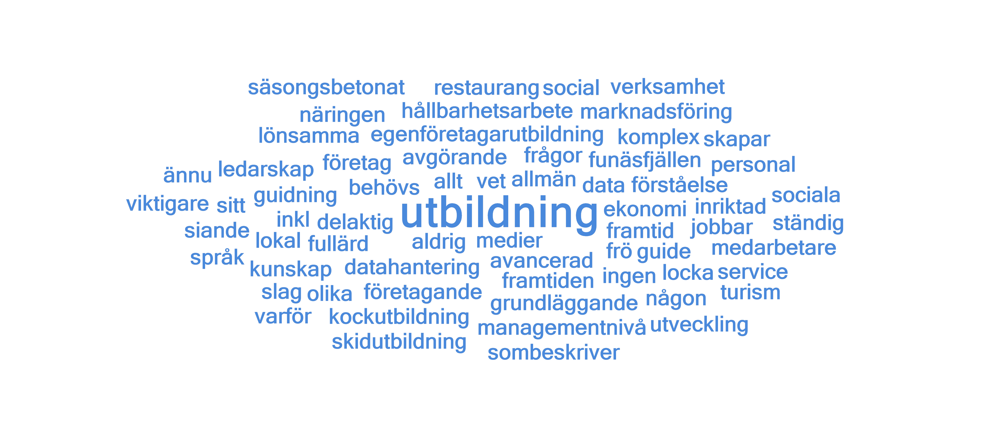 säsongsbetonat restaurang social verksamhet
näringen hållbarhetsarbete marknadsföring
lönsamma egenföretagarutbildning komplex skapar
ännu ledarskap företag avgörande frågor funäsfjällen personal
behövs allt vet allmän data förståelse
viktigare sitt guidning utbildning ekonomi inriktad sociala
siande inkl delaktig framtid jobbar ständig
lokal fullärd aldrig medier frö guide medarbetare
språk kunskap datahantering avancerad ingen locka service
slag olika företagande framtiden någon turism
varför kockutbildning grundläggande
managementnivå utveckling
skidutbildning sombeskriver